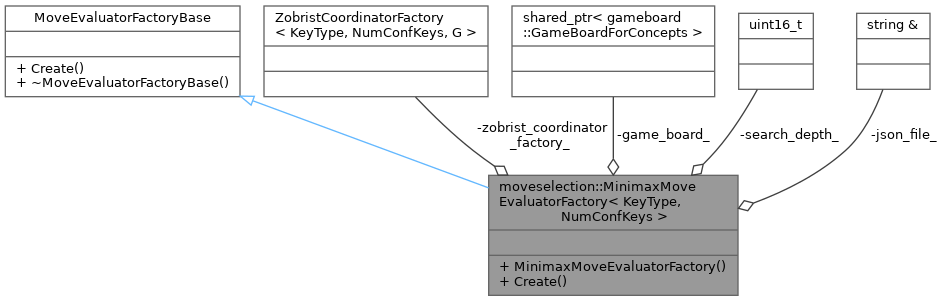 MoveEvaluatorFactoryBase
+ Create()
+ ~MoveEvaluatorFactoryBase()
ZobristCoordinatorFactory
< KeyType, NumConfKeys, G >
shared_ptr< gameboard
::GameBoardForConcepts >
uint16_t
string &
-zobrist_coordinator
_factory_
-game_board_
-search_depth_
-json_file_
moveselection::MinimaxMove
EvaluatorFactory< KeyType,
NumConfKeys >
+ MinimaxMoveEvaluatorFactory()
+ Create()